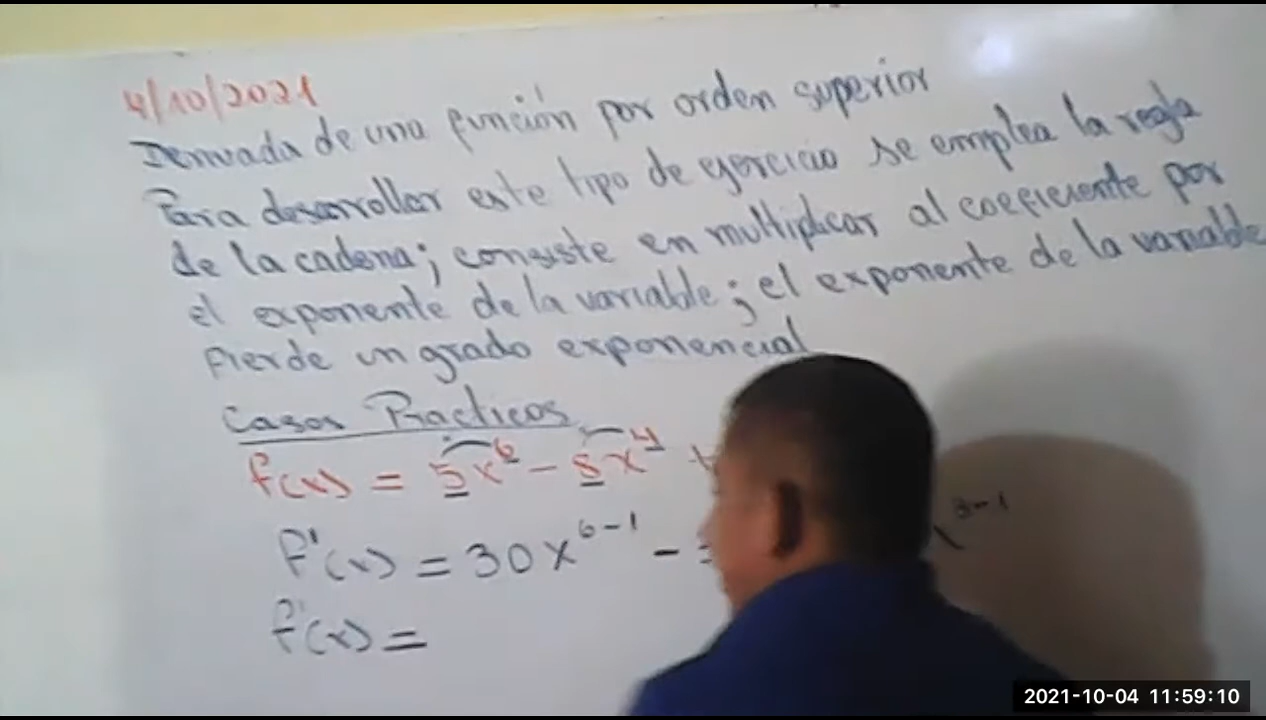 4/10/2021
Derivada de una función por orden superior
Para desarrollar este tipo de ejercicio se emplea la regla
de la cadena; consiste en multiplicar al coeficiente por
el exponente de la variable; el exponente de la variable
pierde un grado exponencial
Casos Practicos
f(x) = 5x⁶ - 8x⁴ +
f'(x) = 30x⁶⁻¹ - x³⁻¹
f'(x) =
2021-10-04 11:59:10